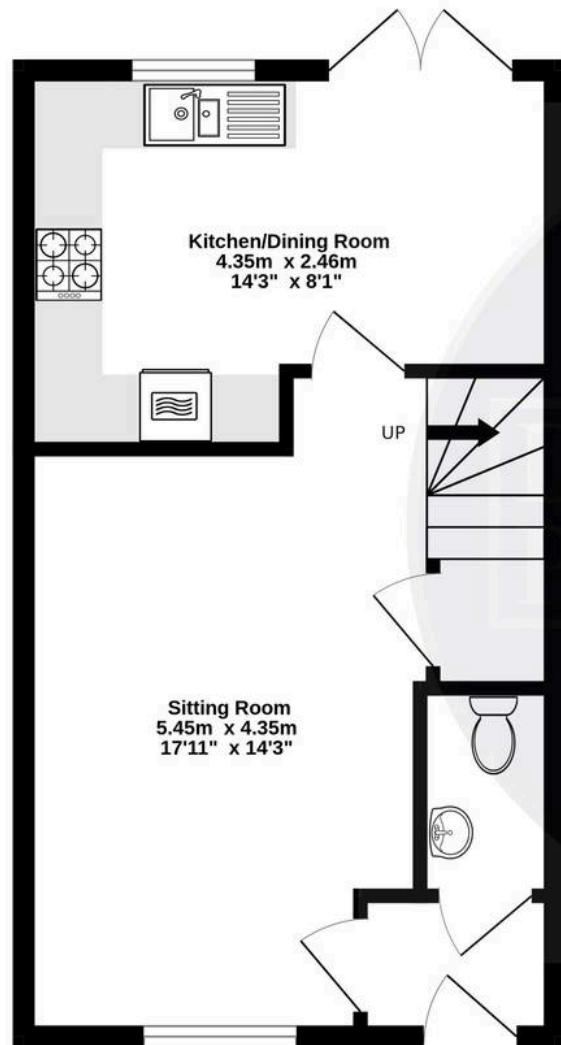 Kitchen/Dining Room
4.35m x 2.46m
14'3" x 8'1"
UP
Sitting Room
5.45m x 4.35m
17'11" x 14'3"